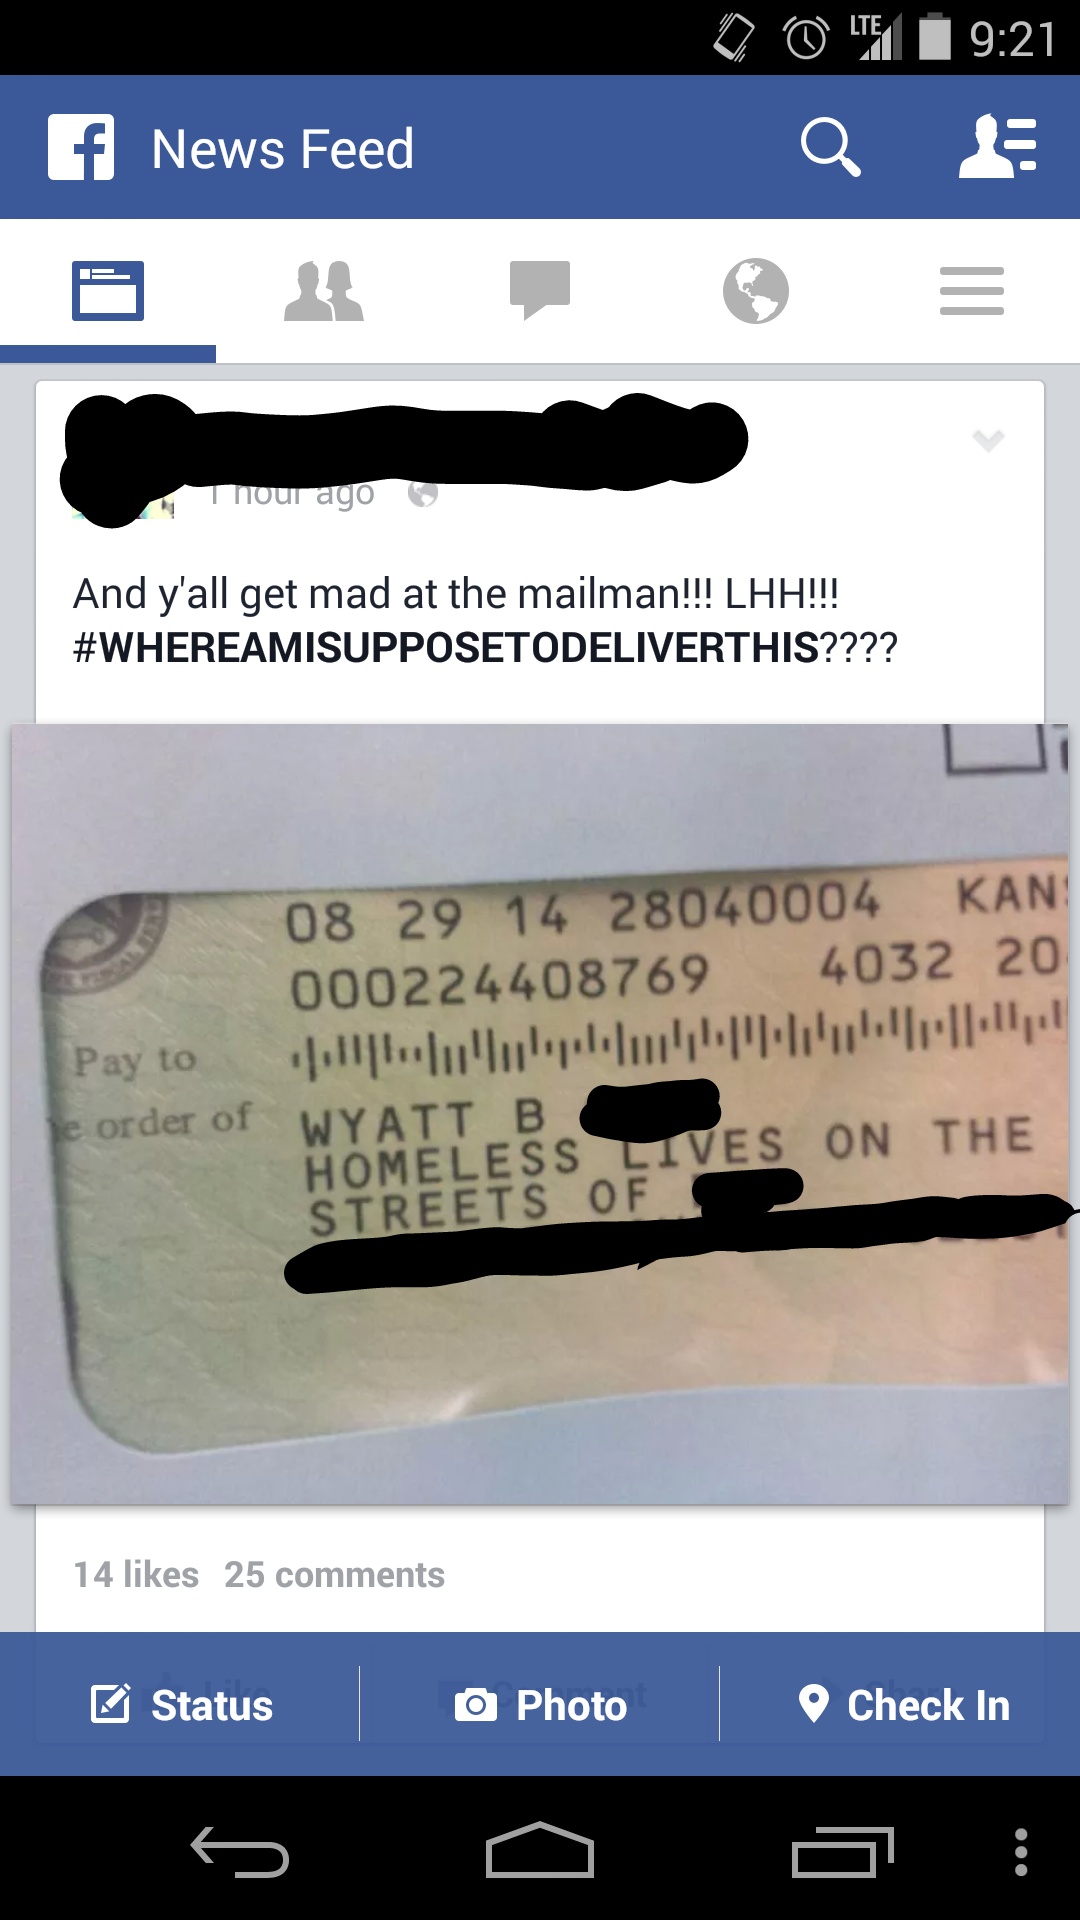 LTE 9:21
f News Feed
1 hour ago
And y'all get mad at the mailman!!! LHH!!!
#WHEREAMISUPPOSETODELIVERTHIS????
08 29 14 28040004 KANS
000224408769 4032 20
Pay to
e order of
WYATT B
HOMELESS LIVES ON THE
STREETS OF
14 likes 25 comments
Status Photo Check In